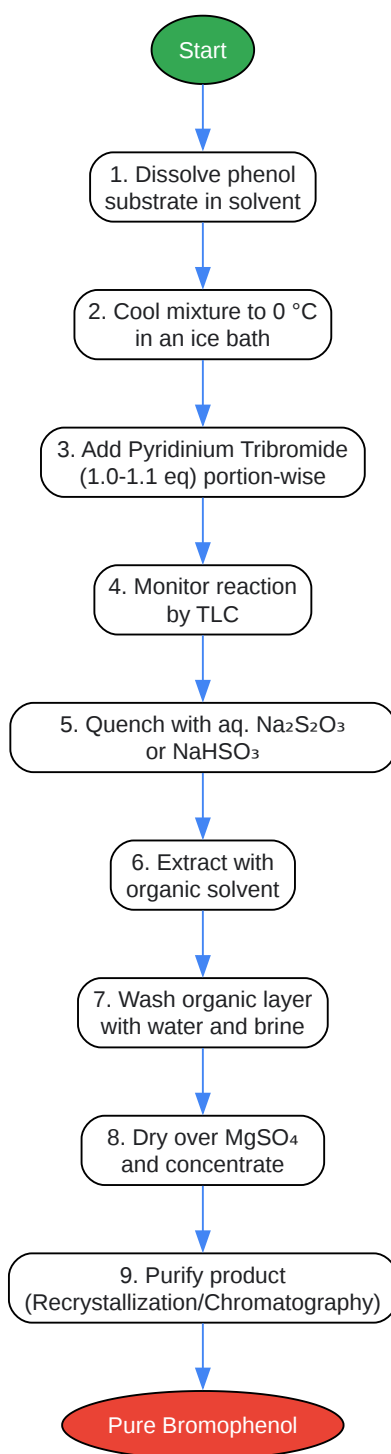 Start
1. Dissolve phenol
substrate in solvent
2. Cool mixture to 0 °C
in an ice bath
3. Add Pyridinium Tribromide
(1.0-1.1 eq) portion-wise
4. Monitor reaction
by TLC
5. Quench with aq. Na₂S₂O₃
or NaHSO₃
6. Extract with
organic solvent
7. Wash organic layer
with water and brine
8. Dry over MgSO₄
and concentrate
9. Purify product
(Recrystallization/Chromatography)
Pure Bromophenol